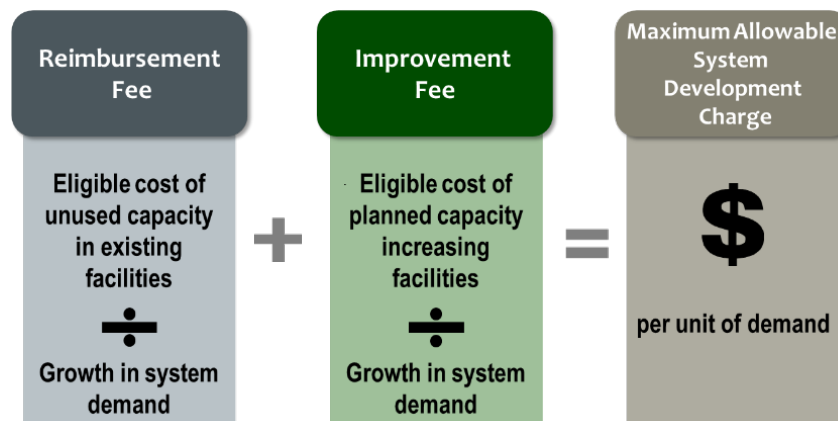 Reimbursement
Fee
Eligible cost of
unused capacity
in existing
facilities
÷
Growth in system
demand
+
Improvement
Fee
Eligible cost of
planned capacity
increasing
facilities
÷
Growth in system
demand
=
Maximum Allowable
System
Development
Charge
$
per unit of demand